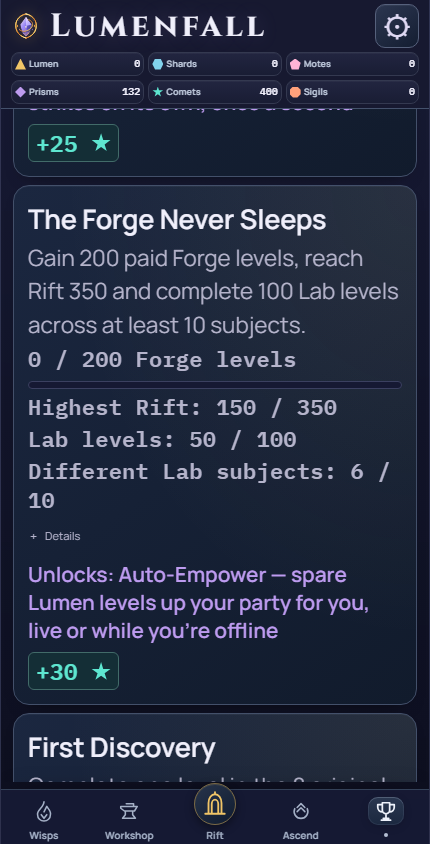 LUMENFALL
Lumen 0
Shards 0
Motes 0
Prisms 132
Comets 400
Sigils 0
+25 ★
The Forge Never Sleeps
Gain 200 paid Forge levels, reach
Rift 350 and complete 100 Lab levels
across at least 10 subjects.
0 / 200 Forge levels
Highest Rift: 150 / 350
Lab levels: 50 / 100
Different Lab subjects: 6 /
10
+ Details
Unlocks: Auto-Empower — spare
Lumen levels up your party for you,
live or while you're offline
+30 ★
First Discovery
Wisps
Workshop
Rift
Ascend